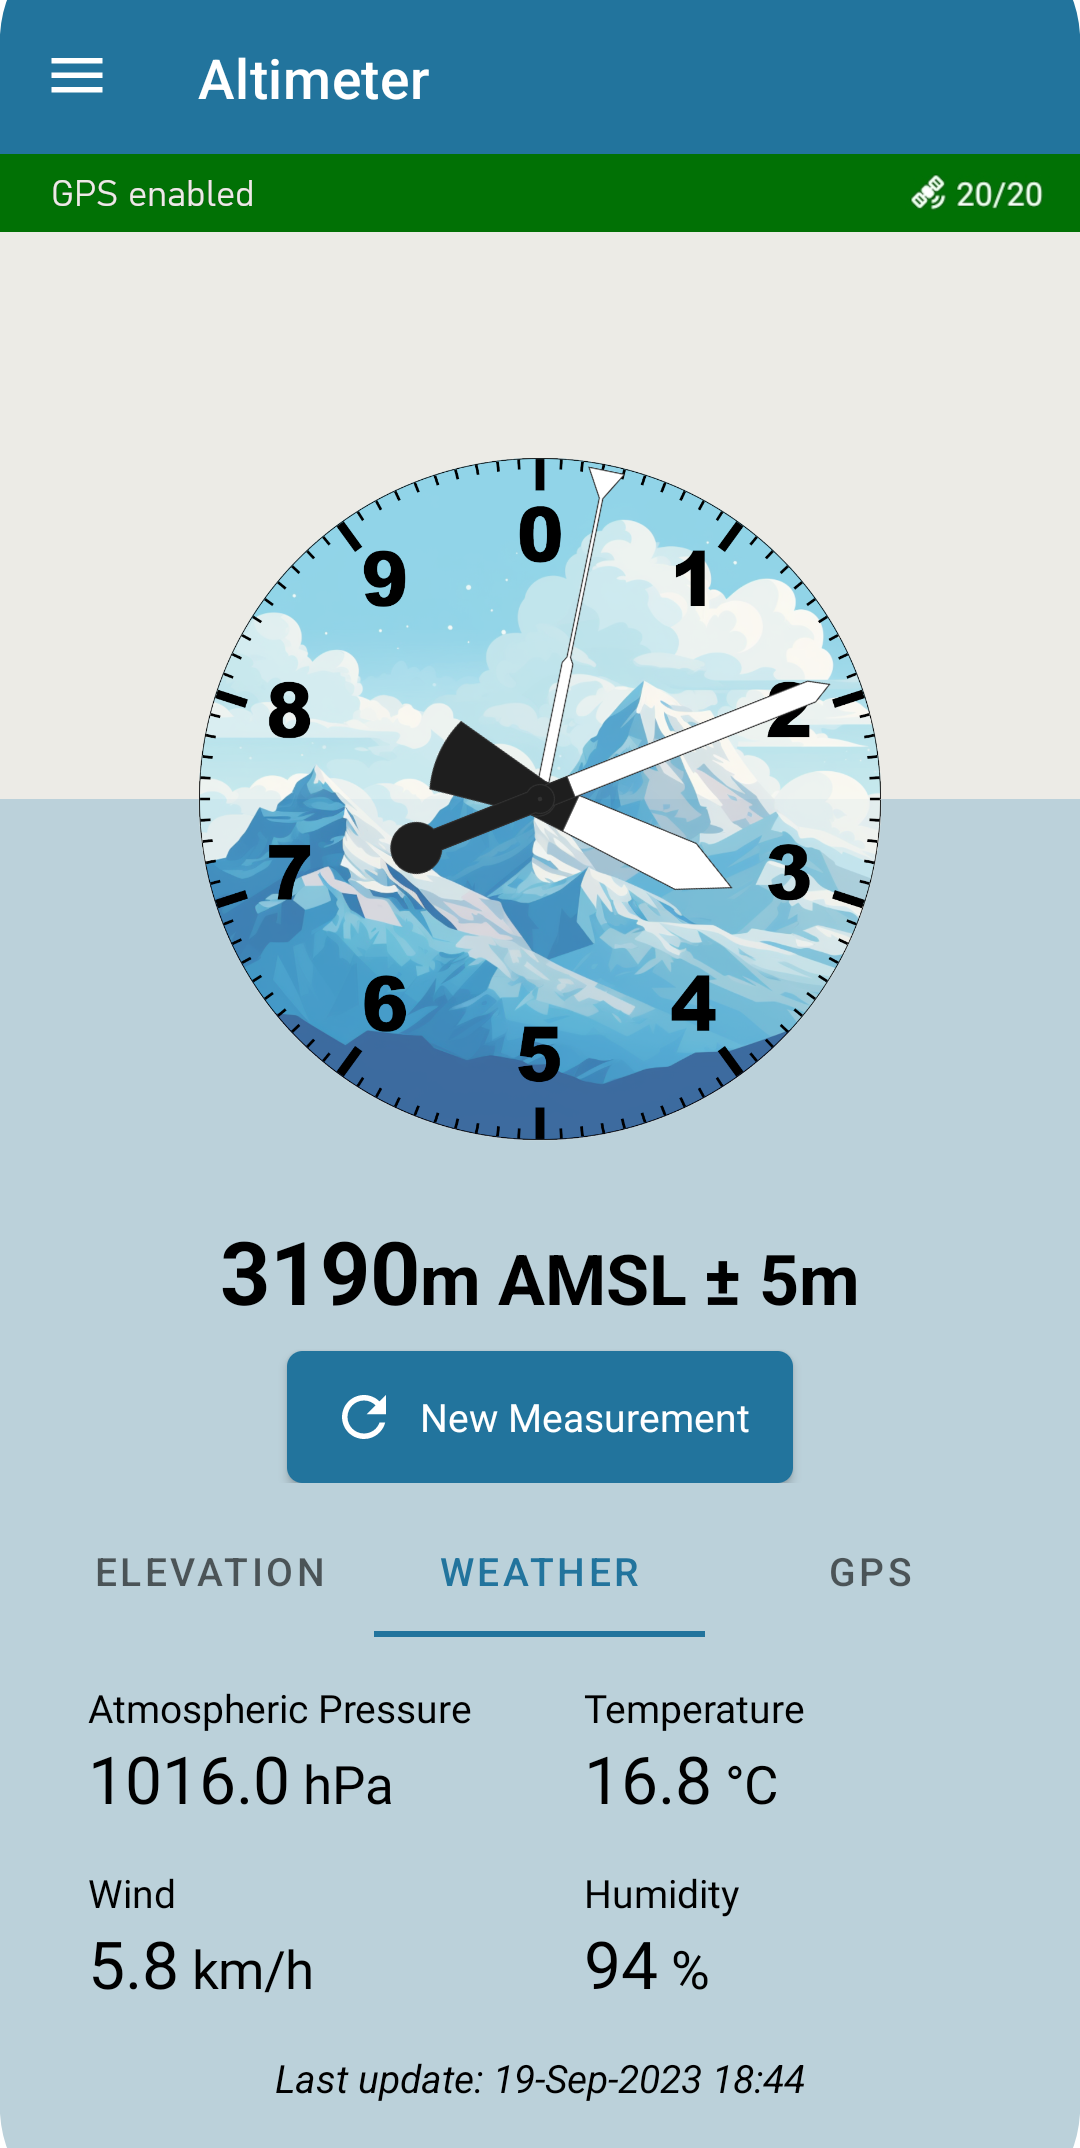 Altimeter
GPS enabled 20/20
0
9 1
8 2
7 3
6 4
5
3190m AMSL ± 5m
New Measurement
ELEVATION WEATHER GPS
Atmospheric Pressure Temperature
1016.0 hPa 16.8 °C
Wind Humidity
5.8 km/h 94 %
Last update: 19-Sep-2023 18:44